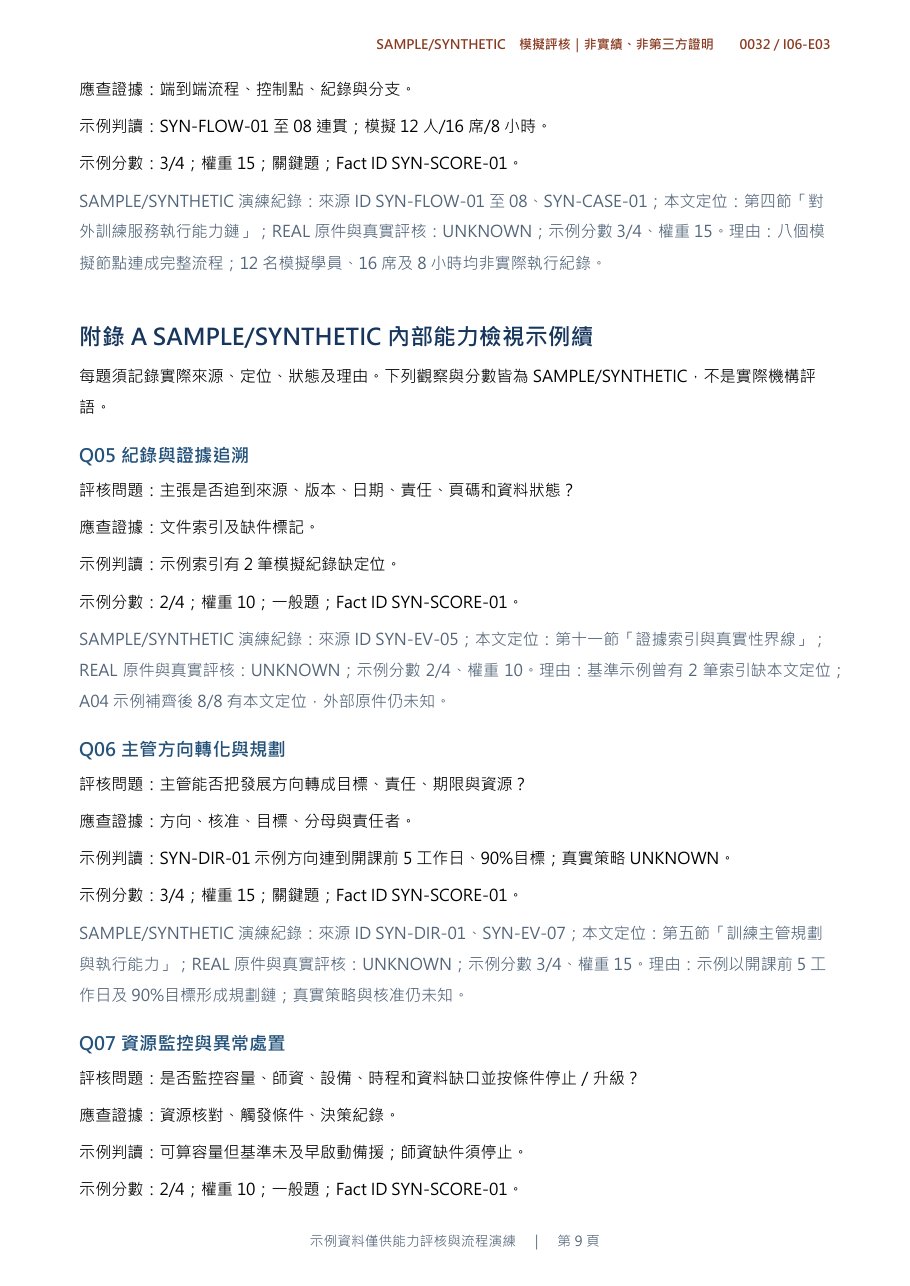 SAMPLE/SYNTHETIC 模擬評核｜非實績、非第三方證明 0032 / I06-E03
應查證據：端到端流程、控制點、紀錄與分支。
示例判讀：SYN-FLOW-01 至 08 連貫；模擬 12 人/16 席/8 小時。
示例分數：3/4；權重 15；關鍵題；Fact ID SYN-SCORE-01。
SAMPLE/SYNTHETIC 演練紀錄：來源 ID SYN-FLOW-01 至 08、SYN-CASE-01；本文定位：第四節「對
外訓練服務執行能力鏈」；REAL 原件與真實評核：UNKNOWN；示例分數 3/4、權重 15。理由：八個模
擬節點連成完整流程；12 名模擬學員、16 席及 8 小時均非實際執行紀錄。
附錄 A SAMPLE/SYNTHETIC 內部能力檢視示例續
每題須記錄實際來源、定位、狀態及理由。下列觀察與分數皆為 SAMPLE/SYNTHETIC，不是實際機構評
語。
Q05 紀錄與證據追溯
評核問題：主張是否追到來源、版本、日期、責任、頁碼和資料狀態？
應查證據：文件索引及缺件標記。
示例判讀：示例索引有 2 筆模擬紀錄缺定位。
示例分數：2/4；權重 10；一般題；Fact ID SYN-SCORE-01。
SAMPLE/SYNTHETIC 演練紀錄：來源 ID SYN-EV-05；本文定位：第十一節「證據索引與真實性界線」；
REAL 原件與真實評核：UNKNOWN；示例分數 2/4、權重 10。理由：基準示例曾有 2 筆索引缺本文定位；
A04 示例補齊後 8/8 有本文定位，外部原件仍未知。
Q06 主管方向轉化與規劃
評核問題：主管能否把發展方向轉成目標、責任、期限與資源？
應查證據：方向、核准、目標、分母與責任者。
示例判讀：SYN-DIR-01 示例方向連到開課前 5 工作日、90%目標；真實策略 UNKNOWN。
示例分數：3/4；權重 15；關鍵題；Fact ID SYN-SCORE-01。
SAMPLE/SYNTHETIC 演練紀錄：來源 ID SYN-DIR-01、SYN-EV-07；本文定位：第五節「訓練主管規劃
與執行能力」；REAL 原件與真實評核：UNKNOWN；示例分數 3/4、權重 15。理由：示例以開課前 5 工
作日及 90%目標形成規劃鏈；真實策略與核准仍未知。
Q07 資源監控與異常處置
評核問題：是否監控容量、師資、設備、時程和資料缺口並按條件停止 / 升級？
應查證據：資源核對、觸發條件、決策紀錄。
示例判讀：可算容量但基準未及早啟動備援；師資缺件須停止。
示例分數：2/4；權重 10；一般題；Fact ID SYN-SCORE-01。
示例資料僅供能力評核與流程演練 | 第 9 頁